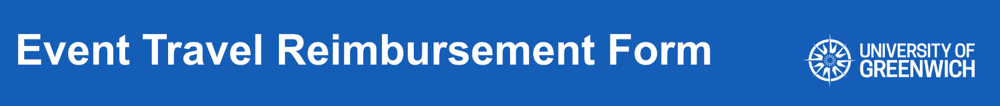 Event Travel Reimbursement Form
UNIVERSITY OF
GREENWICH